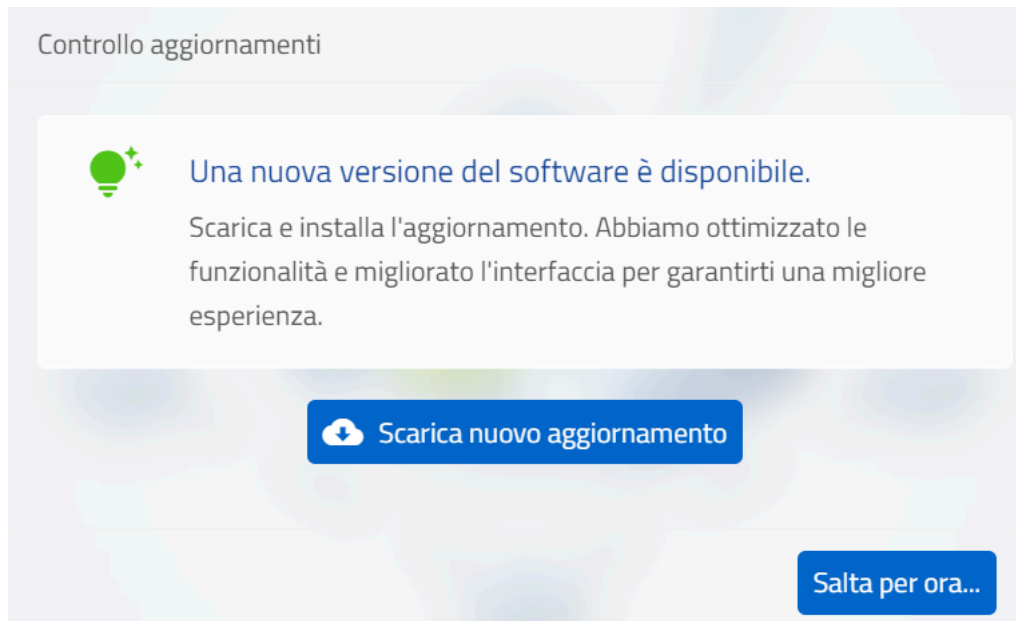 Controllo aggiornamenti
Una nuova versione del software è disponibile.
Scarica e installa l'aggiornamento. Abbiamo ottimizzato le
funzionalità e migliorato l'interfaccia per garantirti una migliore
esperienza.
Scarica nuovo aggiornamento
Salta per ora...